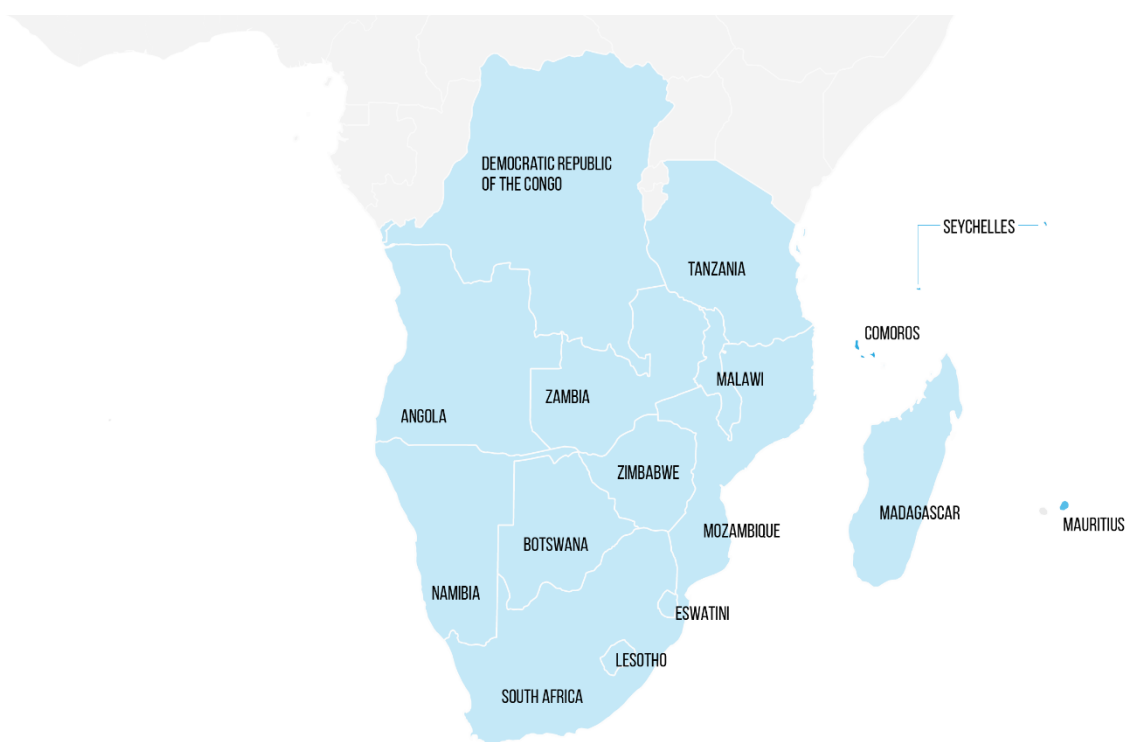 DEMOCRATIC REPUBLIC
OF THE CONGO
SEYCHELLES
TANZANIA
COMOROS
MALAWI
ZAMBIA
ANGOLA
ZIMBABWE
MADAGASCAR
MAURITIUS
MOZAMBIQUE
BOTSWANA
NAMIBIA
ESWATINI
LESOTHO
SOUTH AFRICA